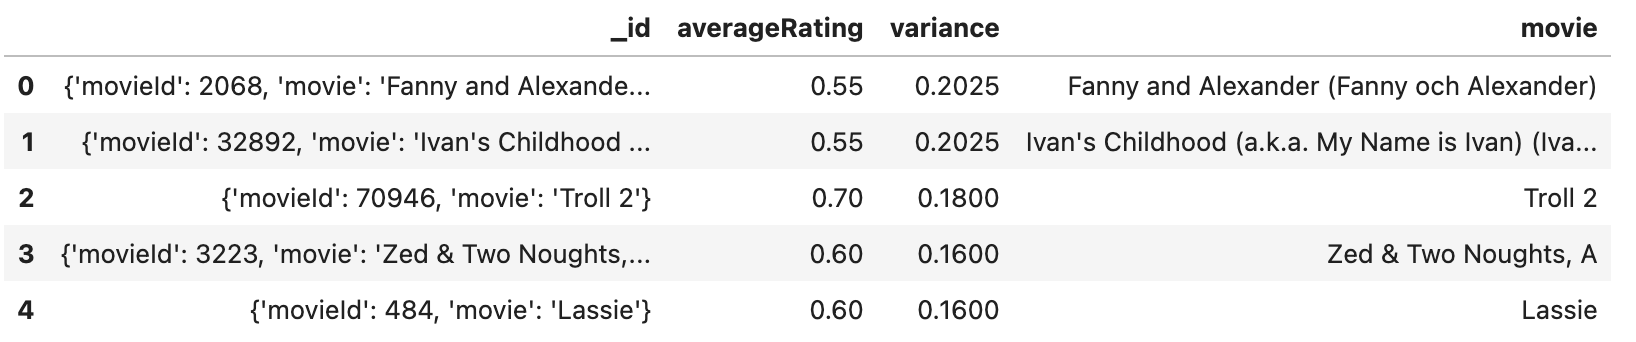 _id averageRating variance movie
0 {'movieId': 2068, 'movie': 'Fanny and Alexande... 0.55 0.2025 Fanny and Alexander (Fanny och Alexander)
1 {'movieId': 32892, 'movie': 'Ivan's Childhood ... 0.55 0.2025 Ivan's Childhood (a.k.a. My Name is Ivan) (Iva...
2 {'movieId': 70946, 'movie': 'Troll 2'} 0.70 0.1800 Troll 2
3 {'movieId': 3223, 'movie': 'Zed & Two Noughts,... 0.60 0.1600 Zed & Two Noughts, A
4 {'movieId': 484, 'movie': 'Lassie'} 0.60 0.1600 Lassie